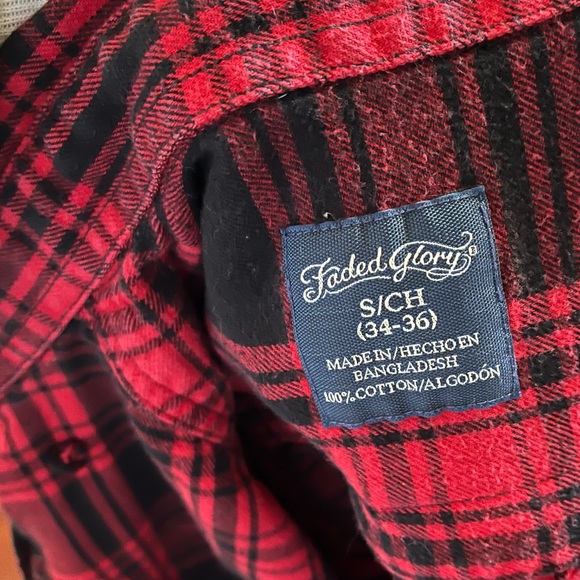 Faded Glory®
S/CH
(34-36)
MADE IN/HECHO EN
BANGLADESH
100% COTTON/ALGODÓN